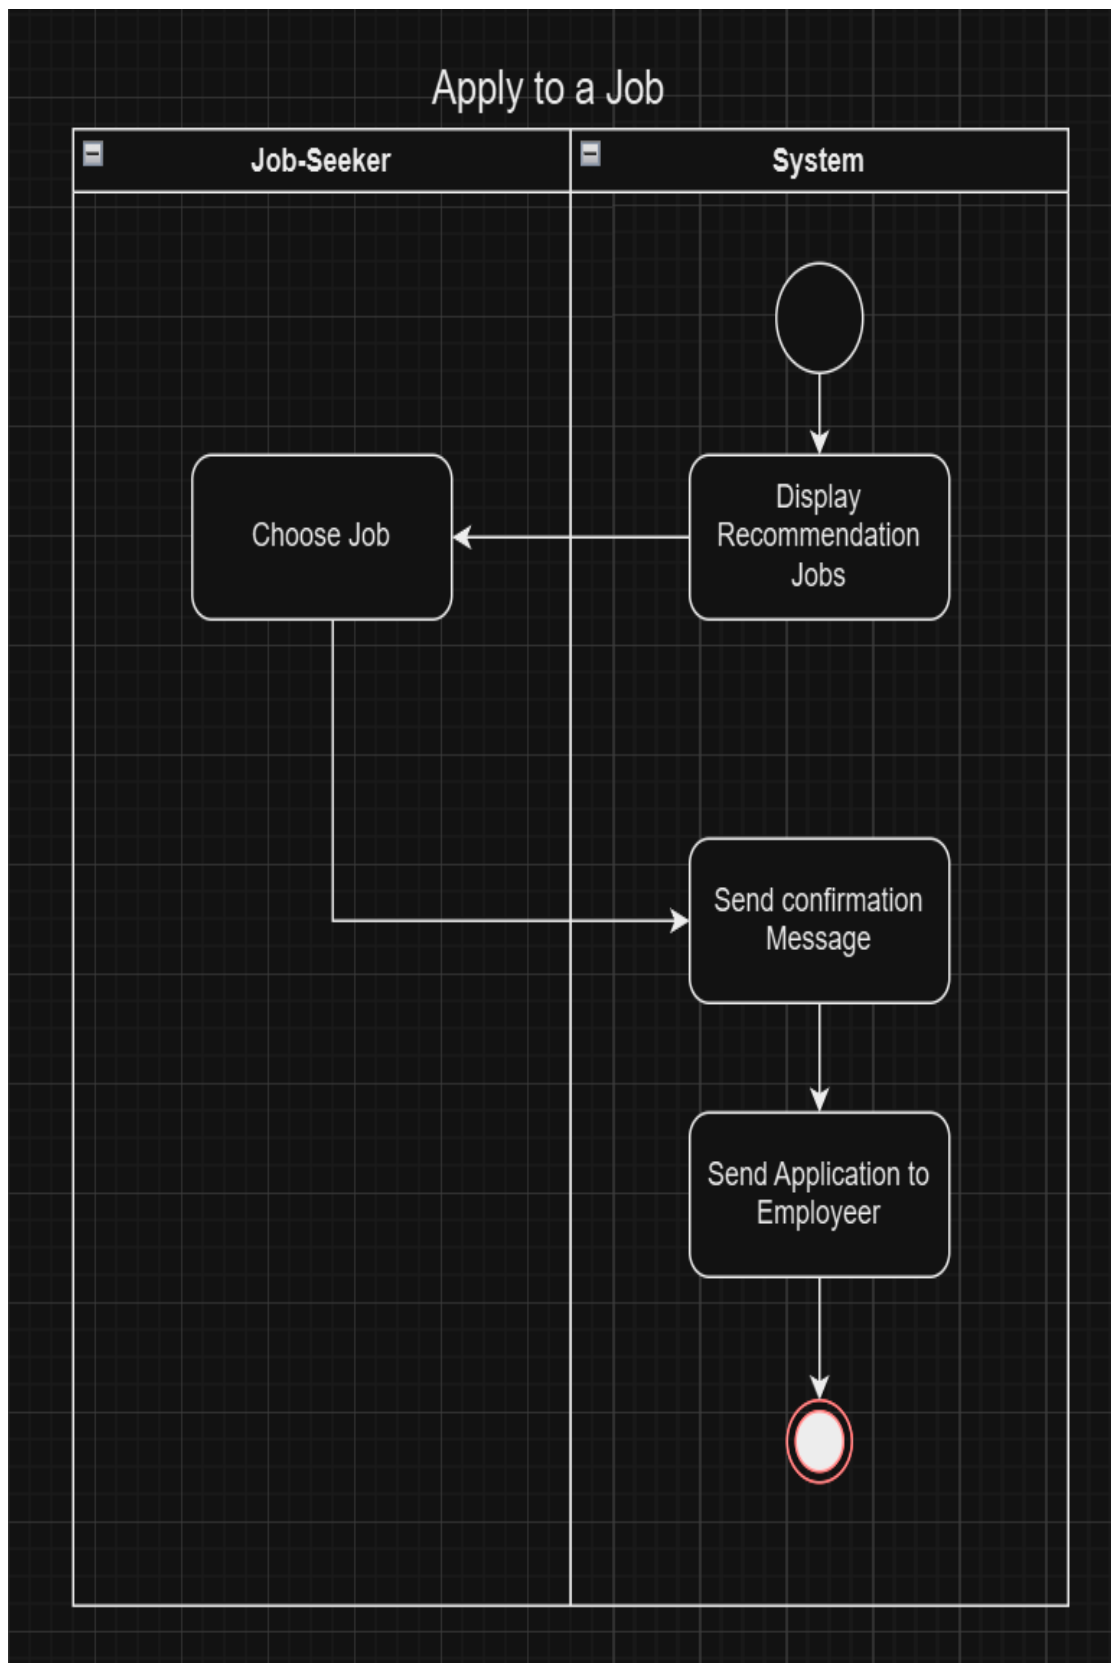 Apply to a Job
Job-Seeker
System
Display
Recommendation
Jobs
Choose Job
Send confirmation
Message
Send Application to
Employeer